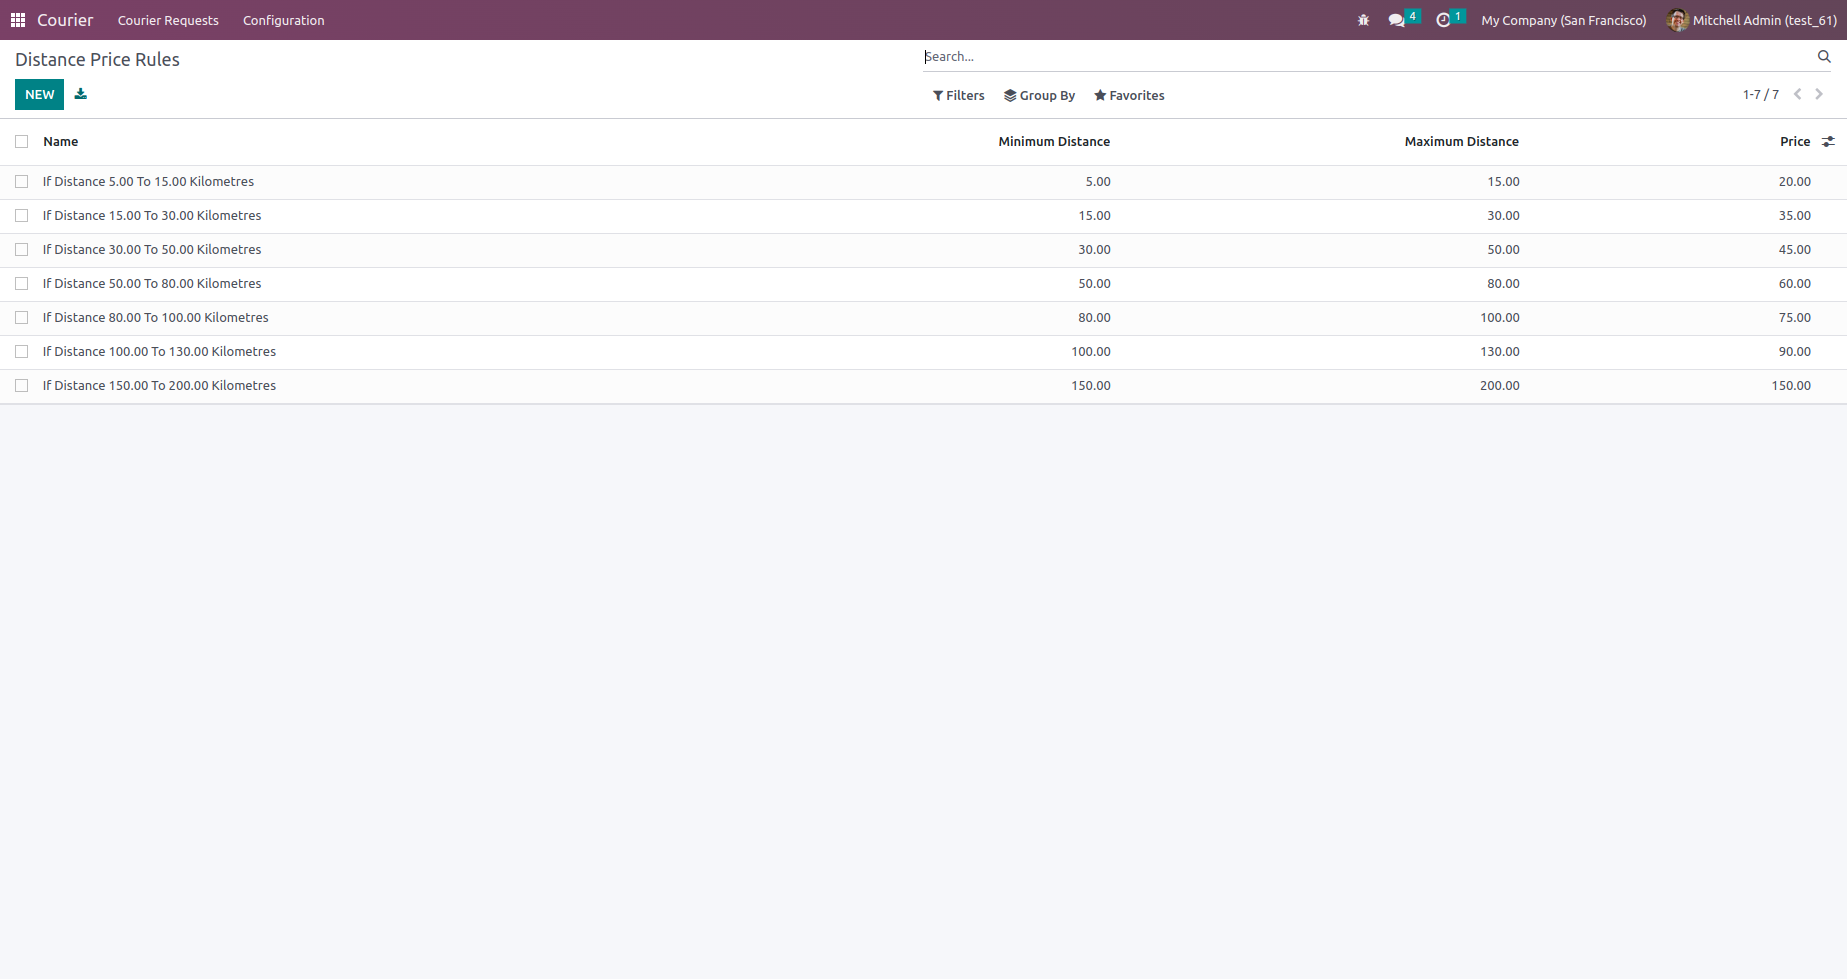 Courier Courier Requests Configuration 4 1 My Company (San Francisco) Mitchell Admin (test_61)
Distance Price Rules Search...
NEW Filters Group By Favorites 1-7 / 7
Name Minimum Distance Maximum Distance Price
If Distance 5.00 To 15.00 Kilometres 5.00 15.00 20.00
If Distance 15.00 To 30.00 Kilometres 15.00 30.00 35.00
If Distance 30.00 To 50.00 Kilometres 30.00 50.00 45.00
If Distance 50.00 To 80.00 Kilometres 50.00 80.00 60.00
If Distance 80.00 To 100.00 Kilometres 80.00 100.00 75.00
If Distance 100.00 To 130.00 Kilometres 100.00 130.00 90.00
If Distance 150.00 To 200.00 Kilometres 150.00 200.00 150.00